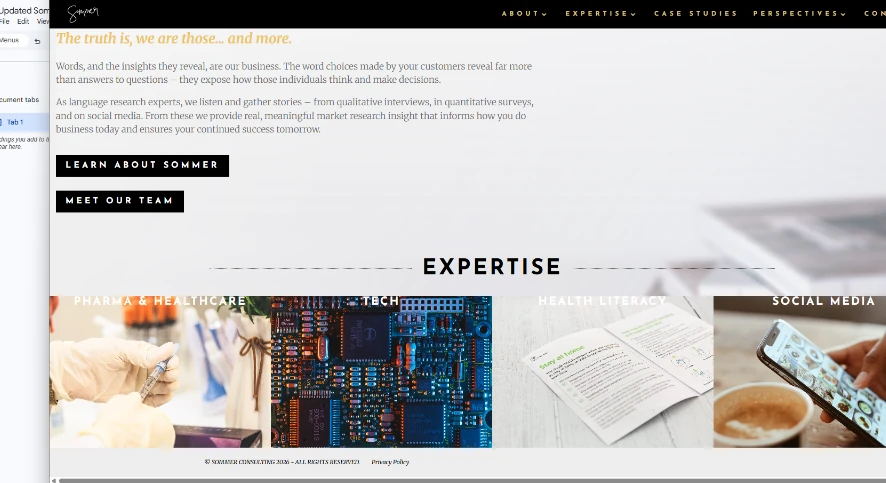 Updated Som
File Edit View
Menus
cument tabs
Tab 1
dings you add to t
ear here.
Sommer
ABOUT EXPERTISE CASE STUDIES PERSPECTIVES CON
The truth is, we are those... and more.
Words, and the insights they reveal, are our business. The word choices made by your customers reveal far more
than answers to questions – they expose how those individuals think and make decisions.
As language research experts, we listen and gather stories – from qualitative interviews, in quantitative surveys,
and on social media. From these we provide real, meaningful market research insight that informs how you do
business today and ensures your continued success tomorrow.
LEARN ABOUT SOMMER
MEET OUR TEAM
EXPERTISE
PHARMA & HEALTHCARE TECH HEALTH LITERACY SOCIAL MEDIA
Stay at home
© SOMMER CONSULTING 2026 – ALL RIGHTS RESERVED. Privacy Policy